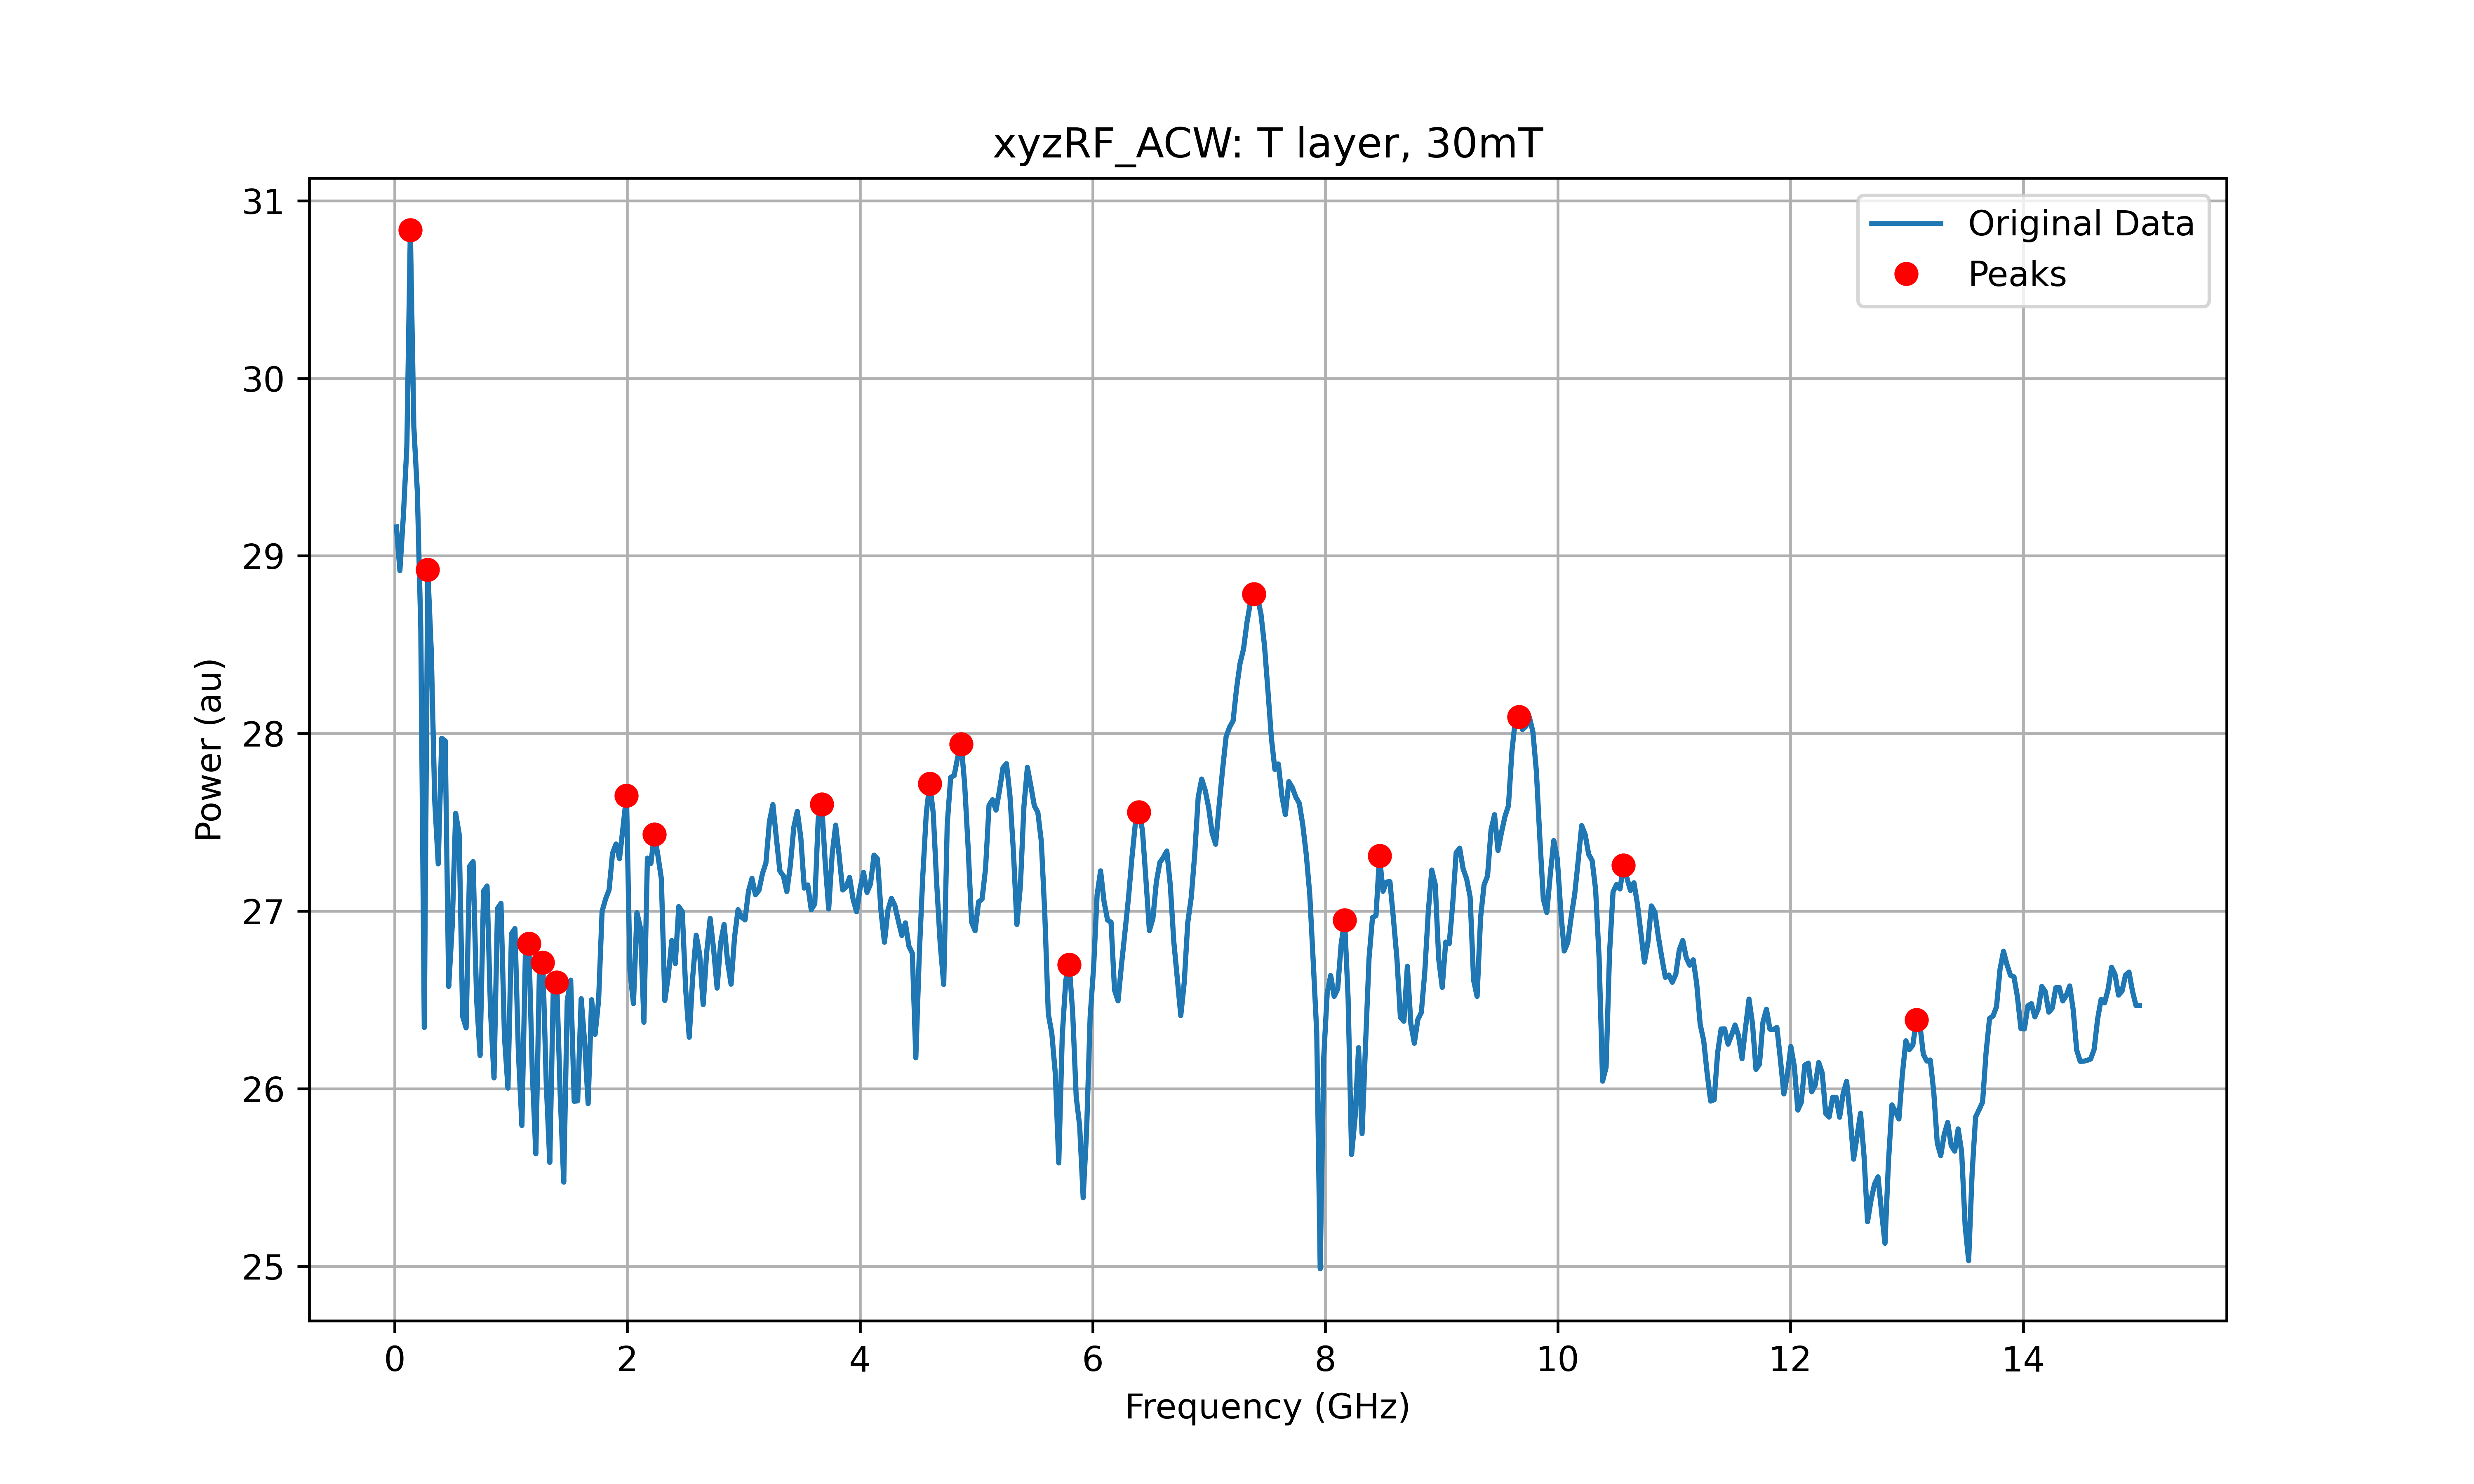 xyzRF_ACW: T layer, 30mT
Original Data
Peaks
31
30
29
28
27
26
25
Power (au)
0 2 4 6 8 10 12 14
Frequency (GHz)